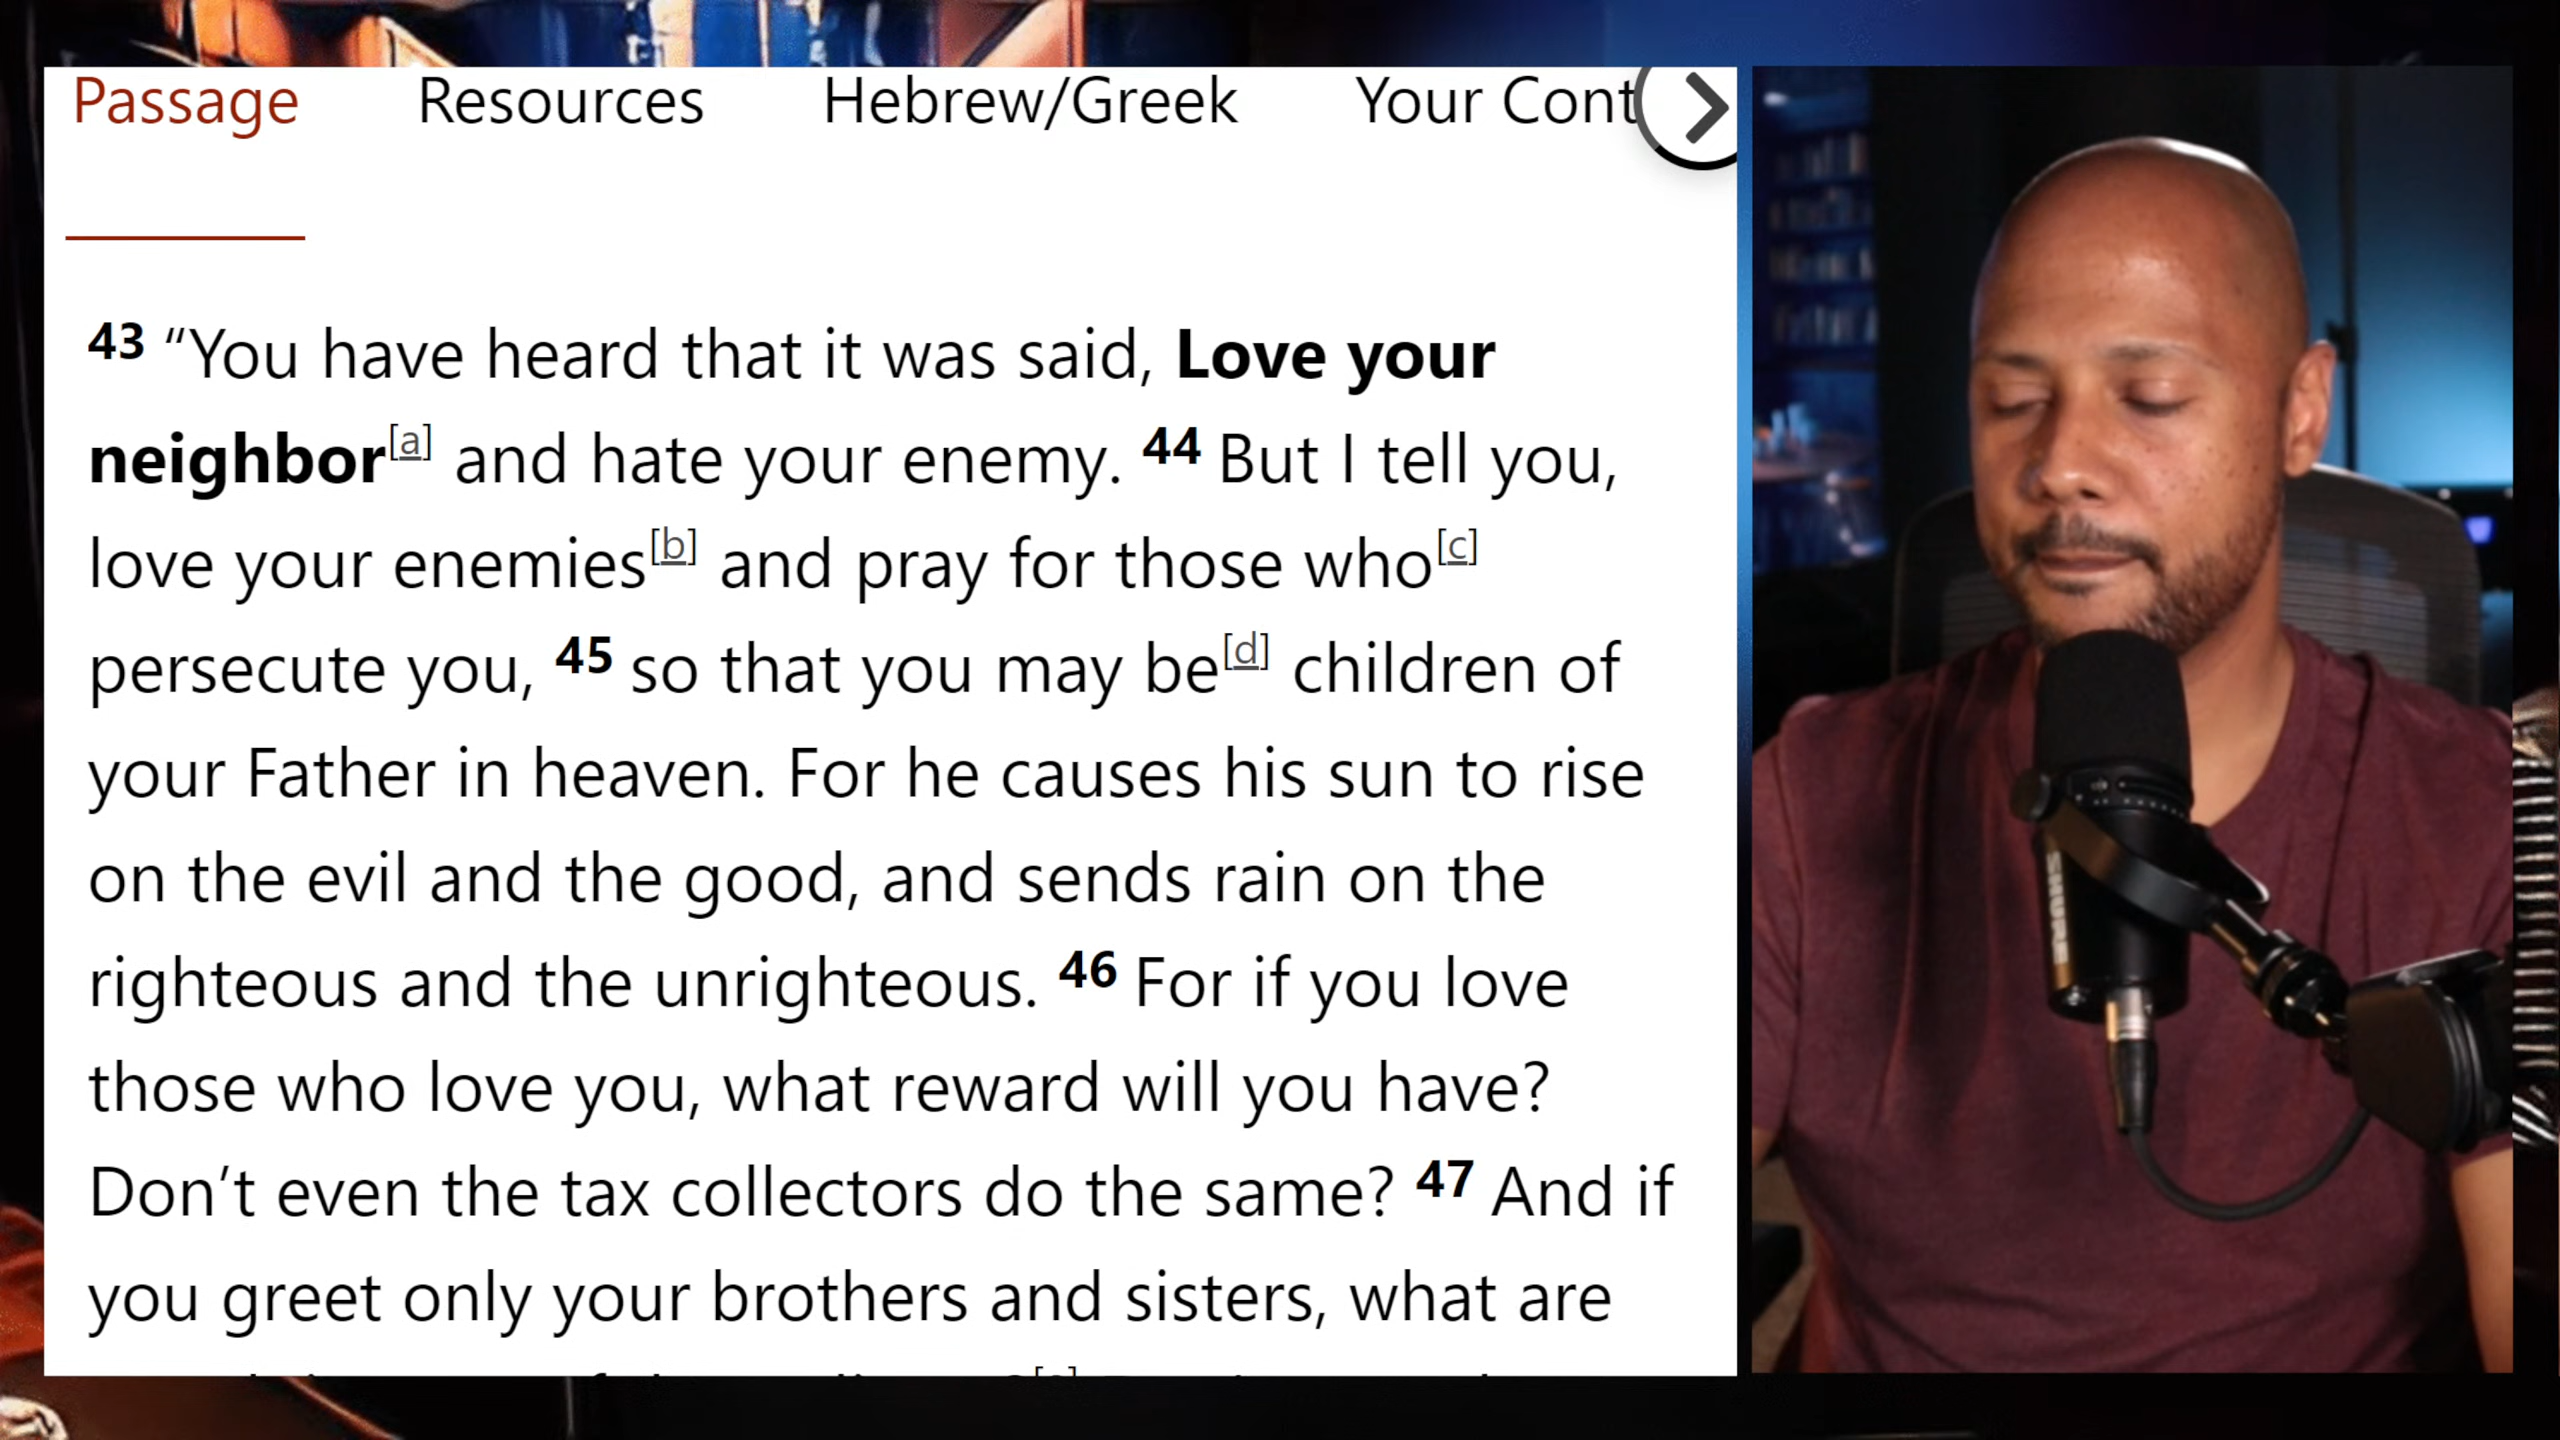 Passage Resources Hebrew/Greek Your Cont
43 “You have heard that it was said, Love your
neighbor[a] and hate your enemy. 44 But I tell you,
love your enemies[b] and pray for those who[c]
persecute you, 45 so that you may be[d] children of
your Father in heaven. For he causes his sun to rise
on the evil and the good, and sends rain on the
righteous and the unrighteous. 46 For if you love
those who love you, what reward will you have?
Don’t even the tax collectors do the same? 47 And if
you greet only your brothers and sisters, what are
SHURE